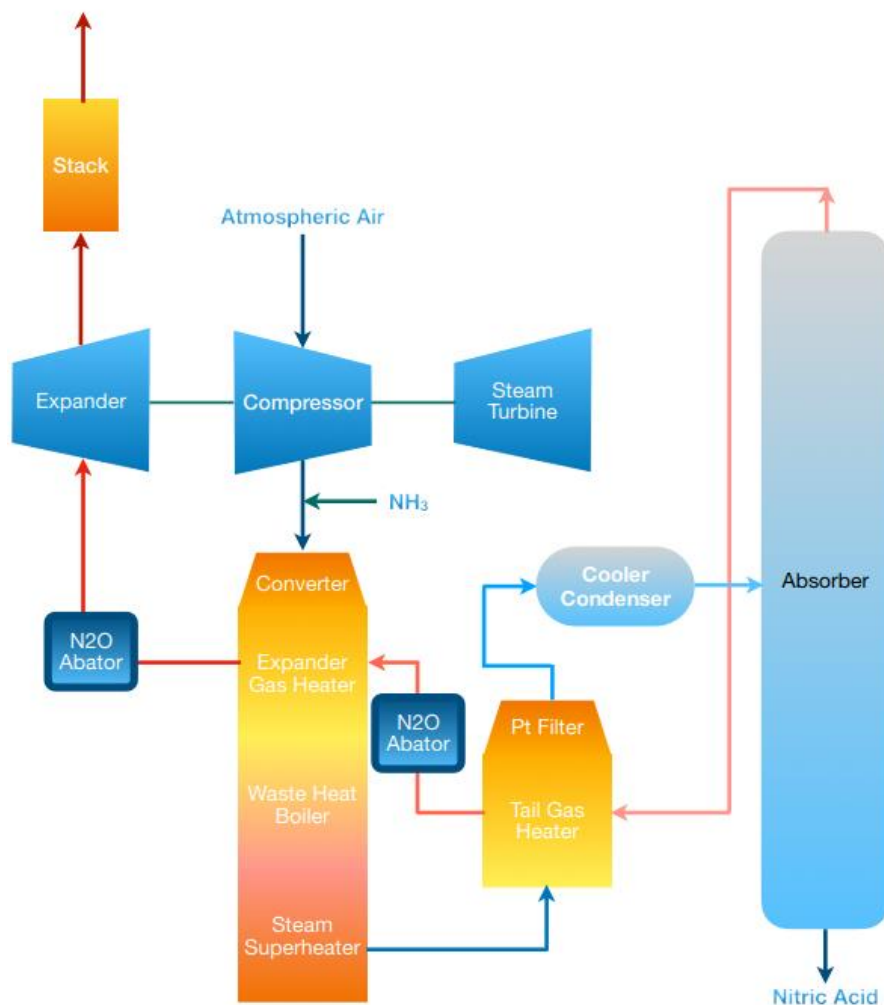 Stack
Atmospheric Air
Expander
Compressor
Steam
Turbine
NH₃
Converter
Cooler
Condenser
Absorber
N2O
Abator
Expander
Gas Heater
N2O
Abator
Pt Filter
Waste Heat
Boiler
Tail Gas
Heater
Steam
Superheater
Nitric Acid